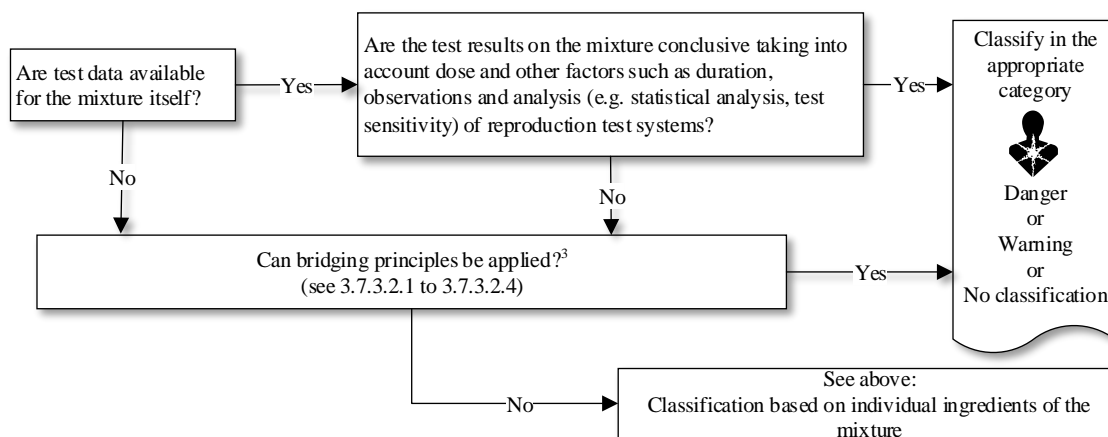 Are test data available
for the mixture itself?
Yes
Are the test results on the mixture conclusive taking into
account dose and other factors such as duration,
observations and analysis (e.g. statistical analysis, test
sensitivity) of reproduction test systems?
Yes
Classify in the
appropriate
category
Danger
or
Warning
or
No classification
No
No
Can bridging principles be applied?³
(see 3.7.3.2.1 to 3.7.3.2.4)
Yes
No
See above:
Classification based on individual ingredients of the
mixture